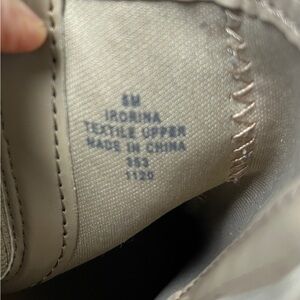 8M
IRORINA
TEXTILE UPPER
MADE IN CHINA
353
1120